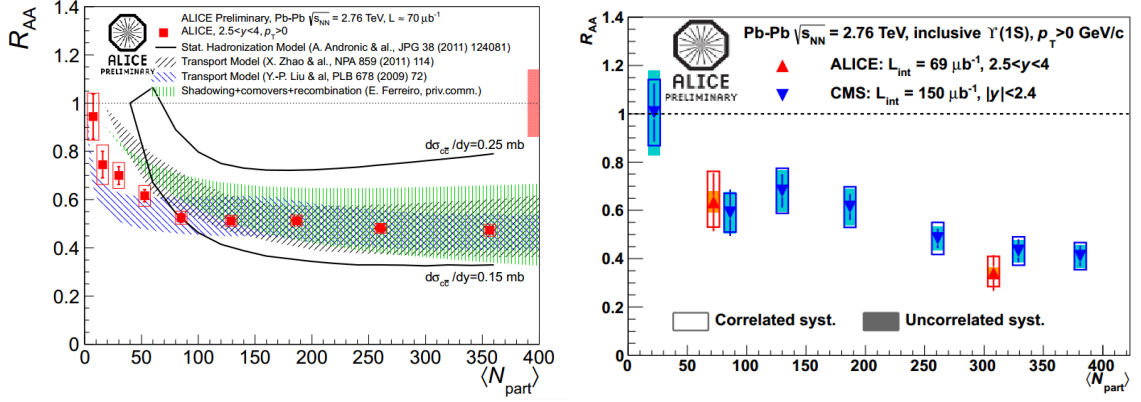 R_AA
1.4
1.2
1
0.8
0.6
0.4
0.2
0
0 50 100 150 200 250 300 350 400
⟨N_part⟩
ALICE
PRELIMINARY
ALICE Preliminary, Pb-Pb √s_NN = 2.76 TeV, L ≈ 70 μb⁻¹
ALICE, 2.5<y<4, p_T>0
Stat. Hadronization Model (A. Andronic & al., JPG 38 (2011) 124081)
Transport Model (X. Zhao & al., NPA 859 (2011) 114)
Transport Model (Y.-P. Liu & al, PLB 678 (2009) 72)
Shadowing+comovers+recombination (E. Ferreiro, priv.comm.)
dσ_cc̅/dy=0.25 mb
dσ_cc̅/dy=0.15 mb
R_AA
1.4
1.2
1
0.8
0.6
0.4
0.2
0
0 50 100 150 200 250 300 350 400
⟨N_part⟩
ALICE
PRELIMINARY
Pb-Pb √s_NN = 2.76 TeV, inclusive ϒ(1S), p_T>0 GeV/c
ALICE: L_int = 69 μb⁻¹, 2.5<y<4
CMS: L_int = 150 μb⁻¹, |y|<2.4
Correlated syst.
Uncorrelated syst.